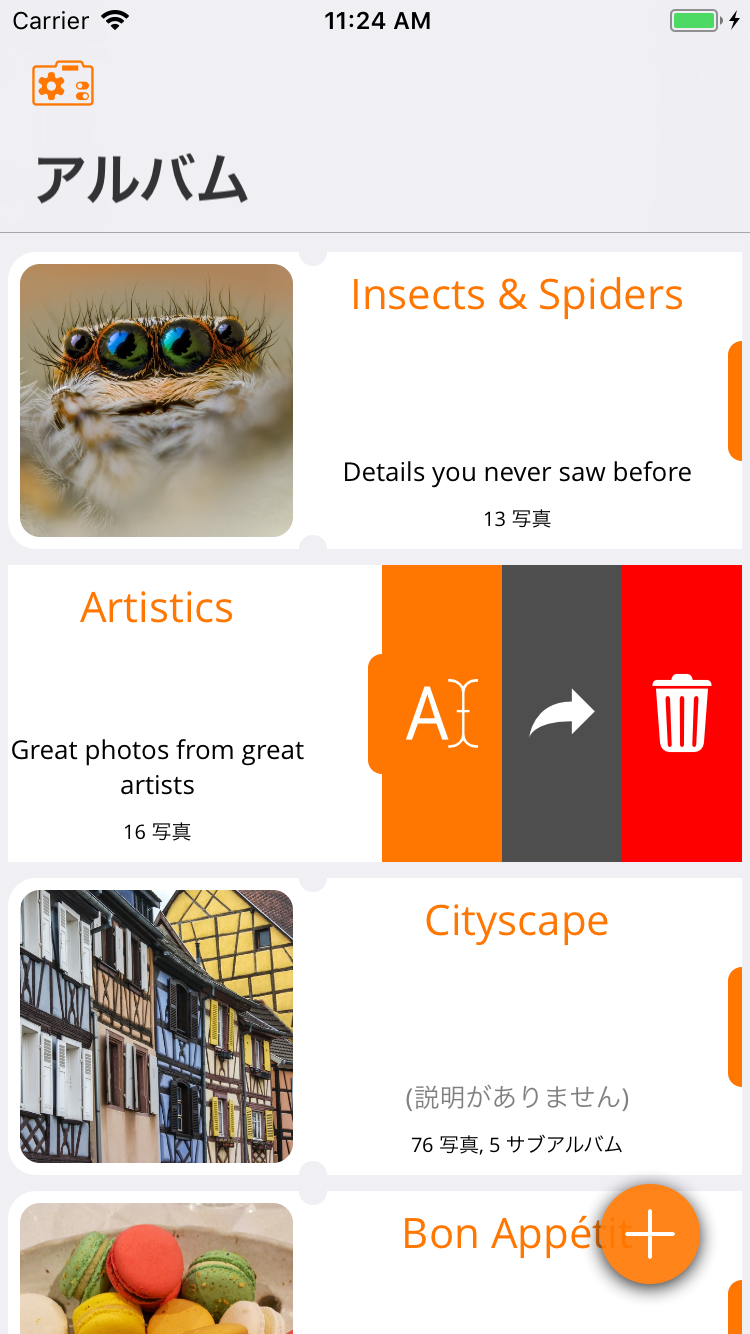 Carrier 11:24 AM
アルバム
Insects & Spiders
Details you never saw before
13 写真
Artistics
Great photos from great
artists
16 写真
Cityscape
(説明がありません)
76 写真, 5 サブアルバム
Bon Appétit